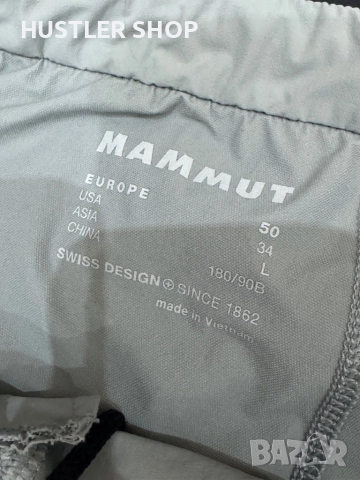 HUSTLER SHOP
MAMMUT
EUROPE 50
USA 34
ASIA L
CHINA 180/90B
SWISS DESIGN SINCE 1862
made in Vietnam
BAZAR